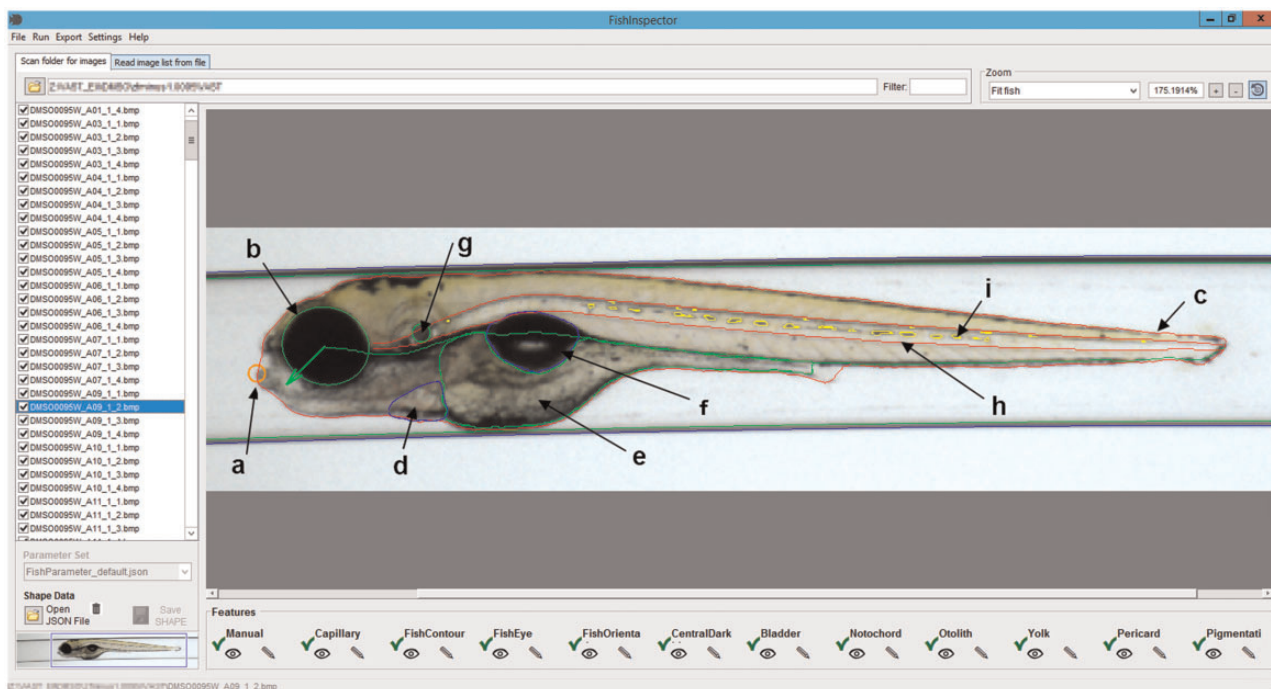 FishInspector
File Run Export Settings Help
Scan folder for images Read image list from file
Filter:
Zoom
Fit fish 175.1914% + -
DMSO0095W_A01_1_4.bmp
DMSO0095W_A03_1_1.bmp
DMSO0095W_A03_1_2.bmp
DMSO0095W_A03_1_3.bmp
DMSO0095W_A03_1_4.bmp
DMSO0095W_A04_1_1.bmp
DMSO0095W_A04_1_2.bmp
DMSO0095W_A04_1_3.bmp
DMSO0095W_A04_1_4.bmp
DMSO0095W_A05_1_1.bmp
DMSO0095W_A05_1_2.bmp
DMSO0095W_A05_1_3.bmp
DMSO0095W_A05_1_4.bmp
DMSO0095W_A06_1_1.bmp
DMSO0095W_A06_1_2.bmp
DMSO0095W_A06_1_3.bmp
DMSO0095W_A06_1_4.bmp
DMSO0095W_A07_1_1.bmp
DMSO0095W_A07_1_2.bmp
DMSO0095W_A07_1_3.bmp
DMSO0095W_A07_1_4.bmp
DMSO0095W_A09_1_1.bmp
DMSO0095W_A09_1_2.bmp
DMSO0095W_A09_1_3.bmp
DMSO0095W_A09_1_4.bmp
DMSO0095W_A10_1_1.bmp
DMSO0095W_A10_1_2.bmp
DMSO0095W_A10_1_3.bmp
DMSO0095W_A10_1_4.bmp
DMSO0095W_A11_1_1.bmp
DMSO0095W_A11_1_2.bmp
DMSO0095W_A11_1_3.bmp
b g i c
a d e f h
Parameter Set
FishParameter_default.json
Shape Data
Open JSON File
Save SHAPE
Features
Manual Capillary FishContour FishEye FishOrienta CentralDark Bladder Notochord Otolith Yolk Pericard Pigmentati
DMSO0095W_A09_1_2.bmp